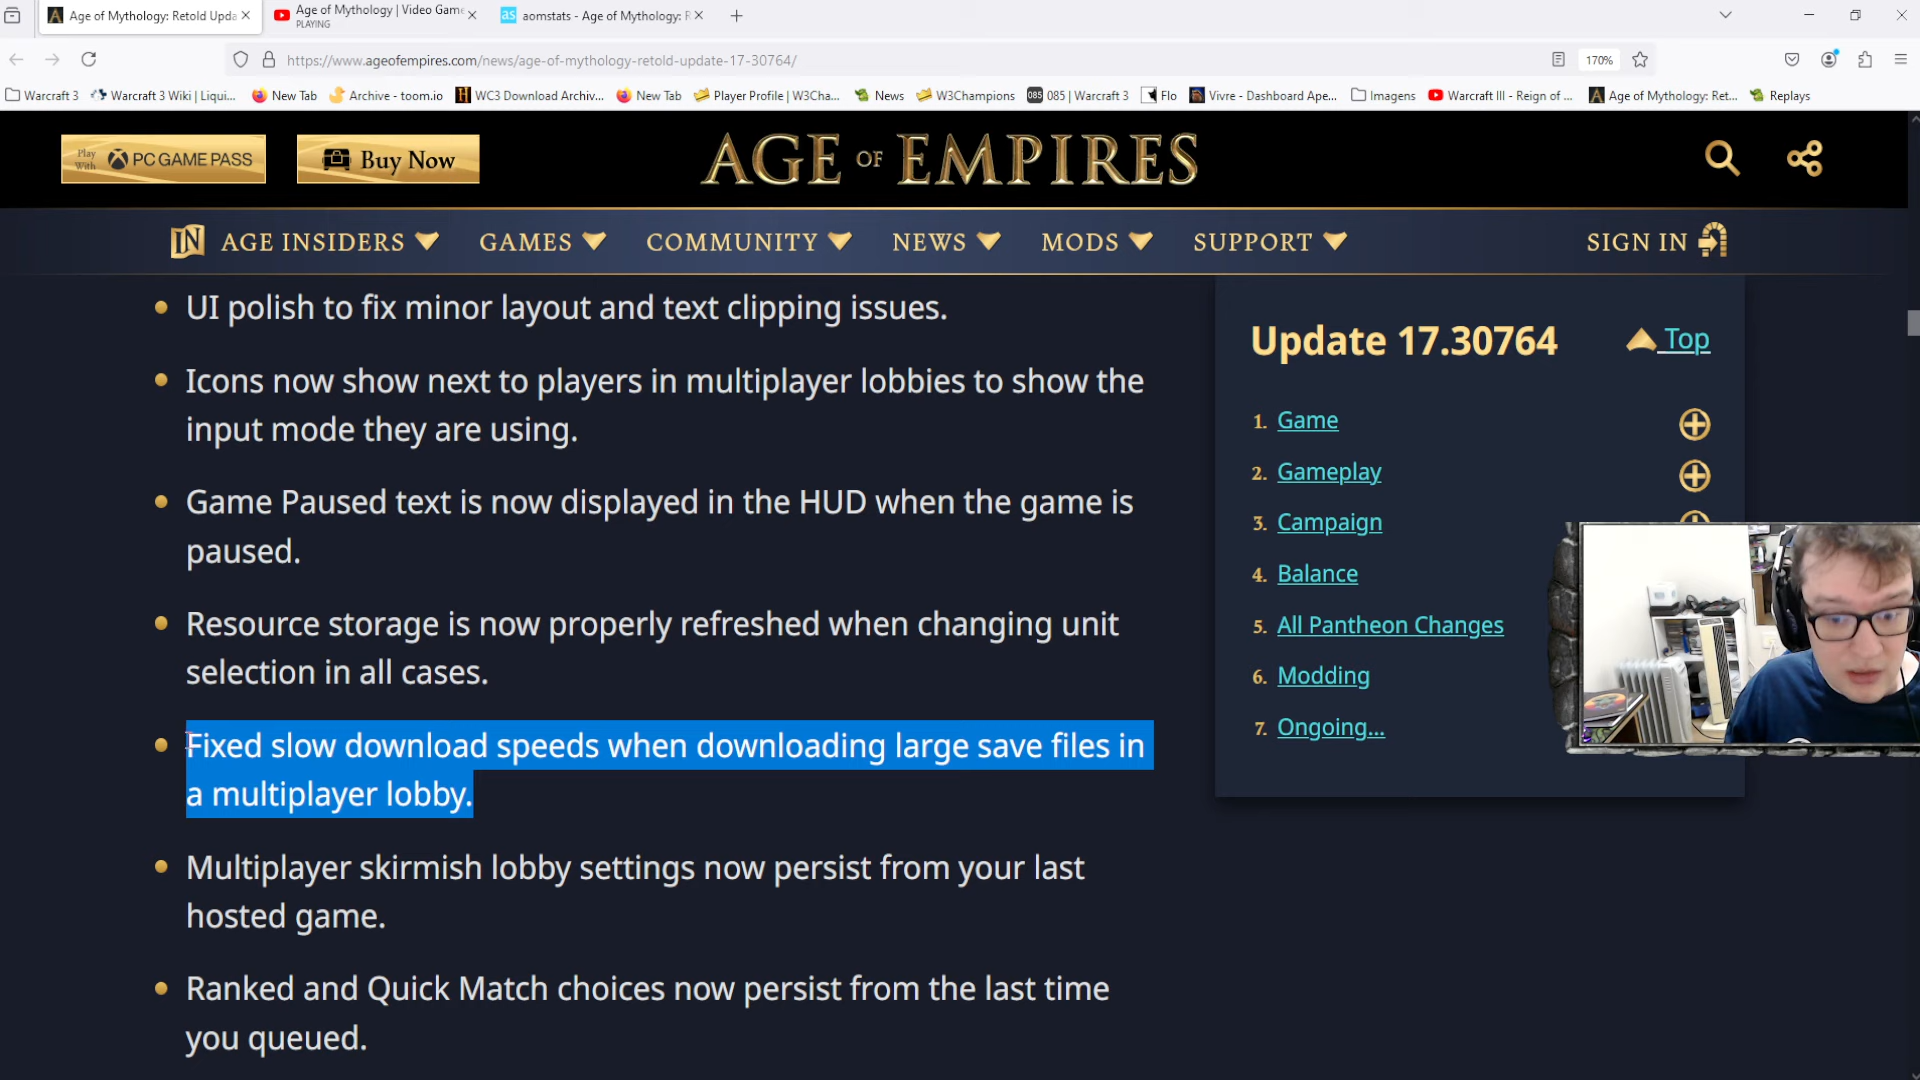 Age of Mythology: Retold Upda
Age of Mythology | Video Game
PLAYING
aomstats - Age of Mythology: R
https://www.ageofempires.com/news/age-of-mythology-retold-update-17-30764/
170%
Warcraft 3
Warcraft 3 Wiki | Liqui...
New Tab
Archive - toom.io
WC3 Download Archiv...
New Tab
Player Profile | W3Cha...
News
W3Champions
085 085 | Warcraft 3
Flo
Vivre - Dashboard Ape...
Imagens
Warcraft III - Reign of ...
Age of Mythology: Ret...
Replays
Play With PC GAME PASS
Buy Now
AGE OF EMPIRES
IN AGE INSIDERS
GAMES
COMMUNITY
NEWS
MODS
SUPPORT
SIGN IN
UI polish to fix minor layout and text clipping issues.
Icons now show next to players in multiplayer lobbies to show the
input mode they are using.
Game Paused text is now displayed in the HUD when the game is
paused.
Resource storage is now properly refreshed when changing unit
selection in all cases.
Fixed slow download speeds when downloading large save files in
a multiplayer lobby.
Multiplayer skirmish lobby settings now persist from your last
hosted game.
Ranked and Quick Match choices now persist from the last time
you queued.
Update 17.30764
Top
1. Game
2. Gameplay
3. Campaign
4. Balance
5. All Pantheon Changes
6. Modding
7. Ongoing...